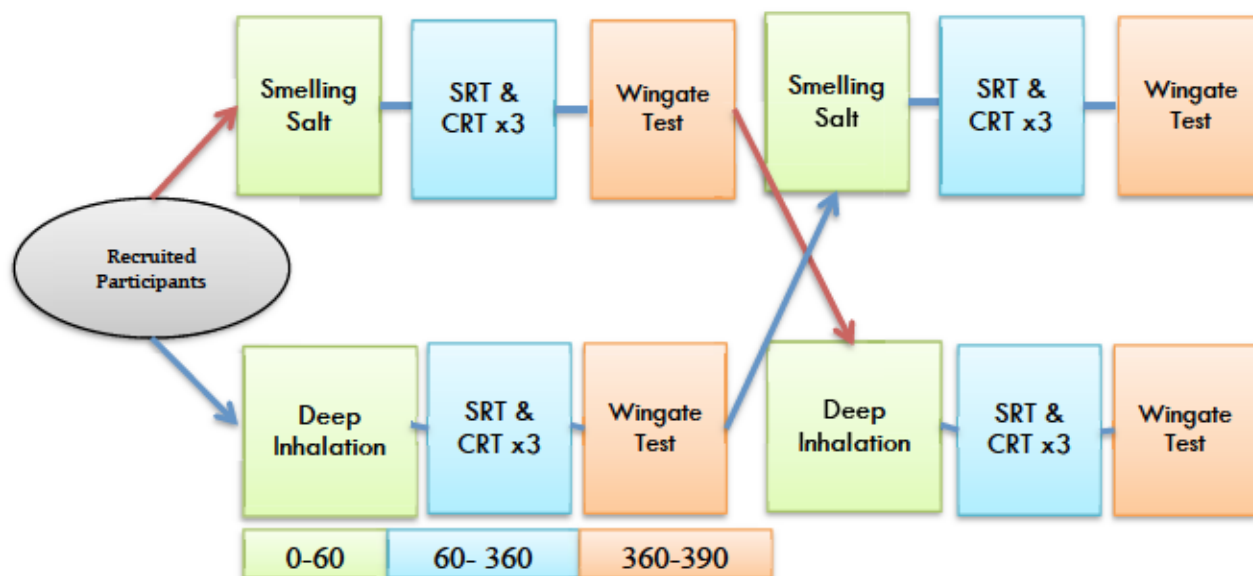 Smelling
Salt
SRT &
CRT x3
Wingate
Test
Smelling
Salt
SRT &
CRT x3
Wingate
Test
Recruited
Participants
Deep
Inhalation
SRT &
CRT x3
Wingate
Test
Deep
Inhalation
SRT &
CRT x3
Wingate
Test
0-60
60- 360
360-390